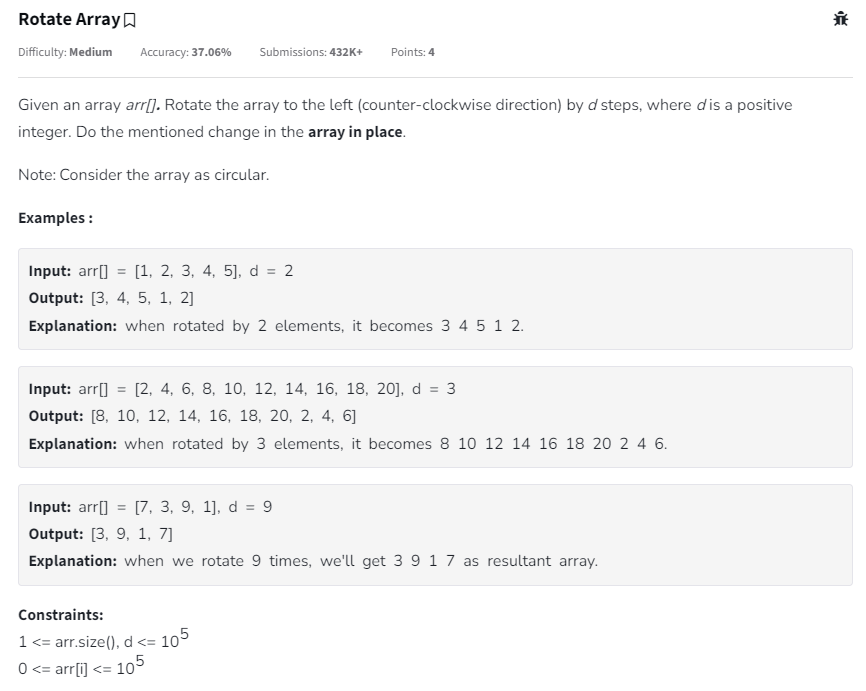 Rotate Array
Difficulty: Medium Accuracy: 37.06% Submissions: 432K+ Points: 4
Given an array arr[]. Rotate the array to the left (counter-clockwise direction) by d steps, where d is a positive
integer. Do the mentioned change in the array in place.
Note: Consider the array as circular.
Examples :
Input: arr[] = [1, 2, 3, 4, 5], d = 2
Output: [3, 4, 5, 1, 2]
Explanation: when rotated by 2 elements, it becomes 3 4 5 1 2.
Input: arr[] = [2, 4, 6, 8, 10, 12, 14, 16, 18, 20], d = 3
Output: [8, 10, 12, 14, 16, 18, 20, 2, 4, 6]
Explanation: when rotated by 3 elements, it becomes 8 10 12 14 16 18 20 2 4 6.
Input: arr[] = [7, 3, 9, 1], d = 9
Output: [3, 9, 1, 7]
Explanation: when we rotate 9 times, we'll get 3 9 1 7 as resultant array.
Constraints:
1 <= arr.size(), d <= 10⁵
0 <= arr[i] <= 10⁵